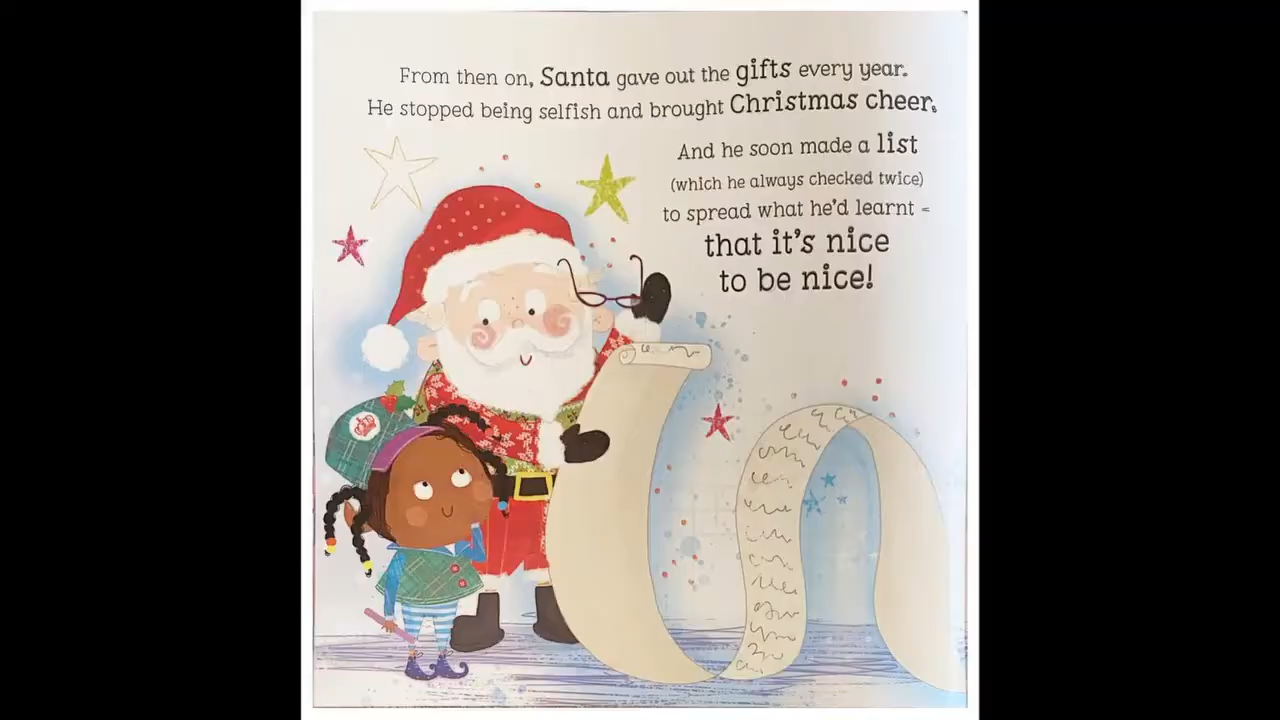 From then on, Santa gave out the gifts every year.
He stopped being selfish and brought Christmas cheer.
And he soon made a list
(which he always checked twice)
to spread what he'd learnt -
that it's nice
to be nice!